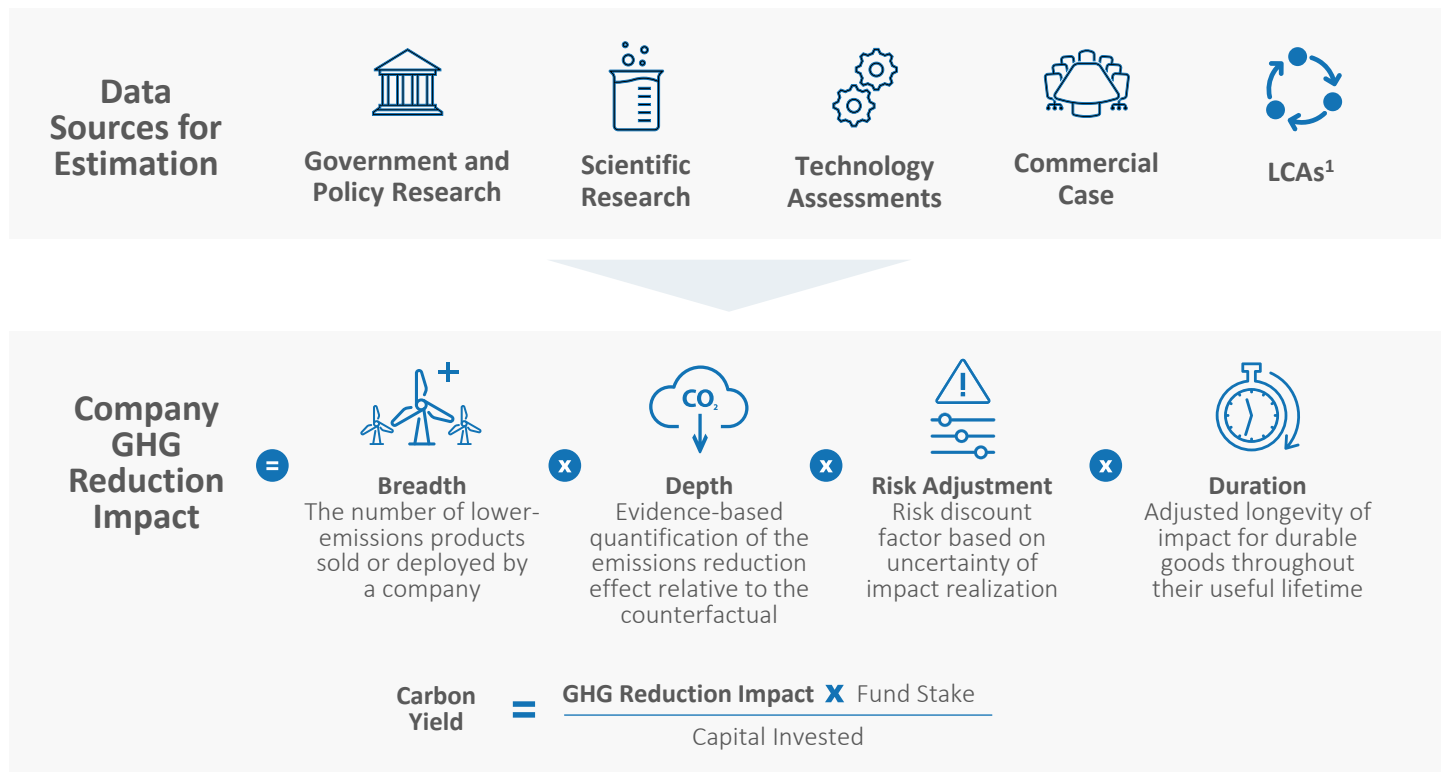 Data
Sources for
Estimation
Government and
Policy Research
Scientific
Research
Technology
Assessments
Commercial
Case
LCAs¹
Company
GHG
Reduction
Impact
=
Breadth
The number of lower-
emissions products
sold or deployed by
a company
x
CO₂
Depth
Evidence-based
quantification of the
emissions reduction
effect relative to the
counterfactual
x
!
Risk Adjustment
Risk discount
factor based on
uncertainty of
impact realization
x
Duration
Adjusted longevity of
impact for durable
goods throughout
their useful lifetime
Carbon
Yield
=
GHG Reduction Impact x Fund Stake
Capital Invested